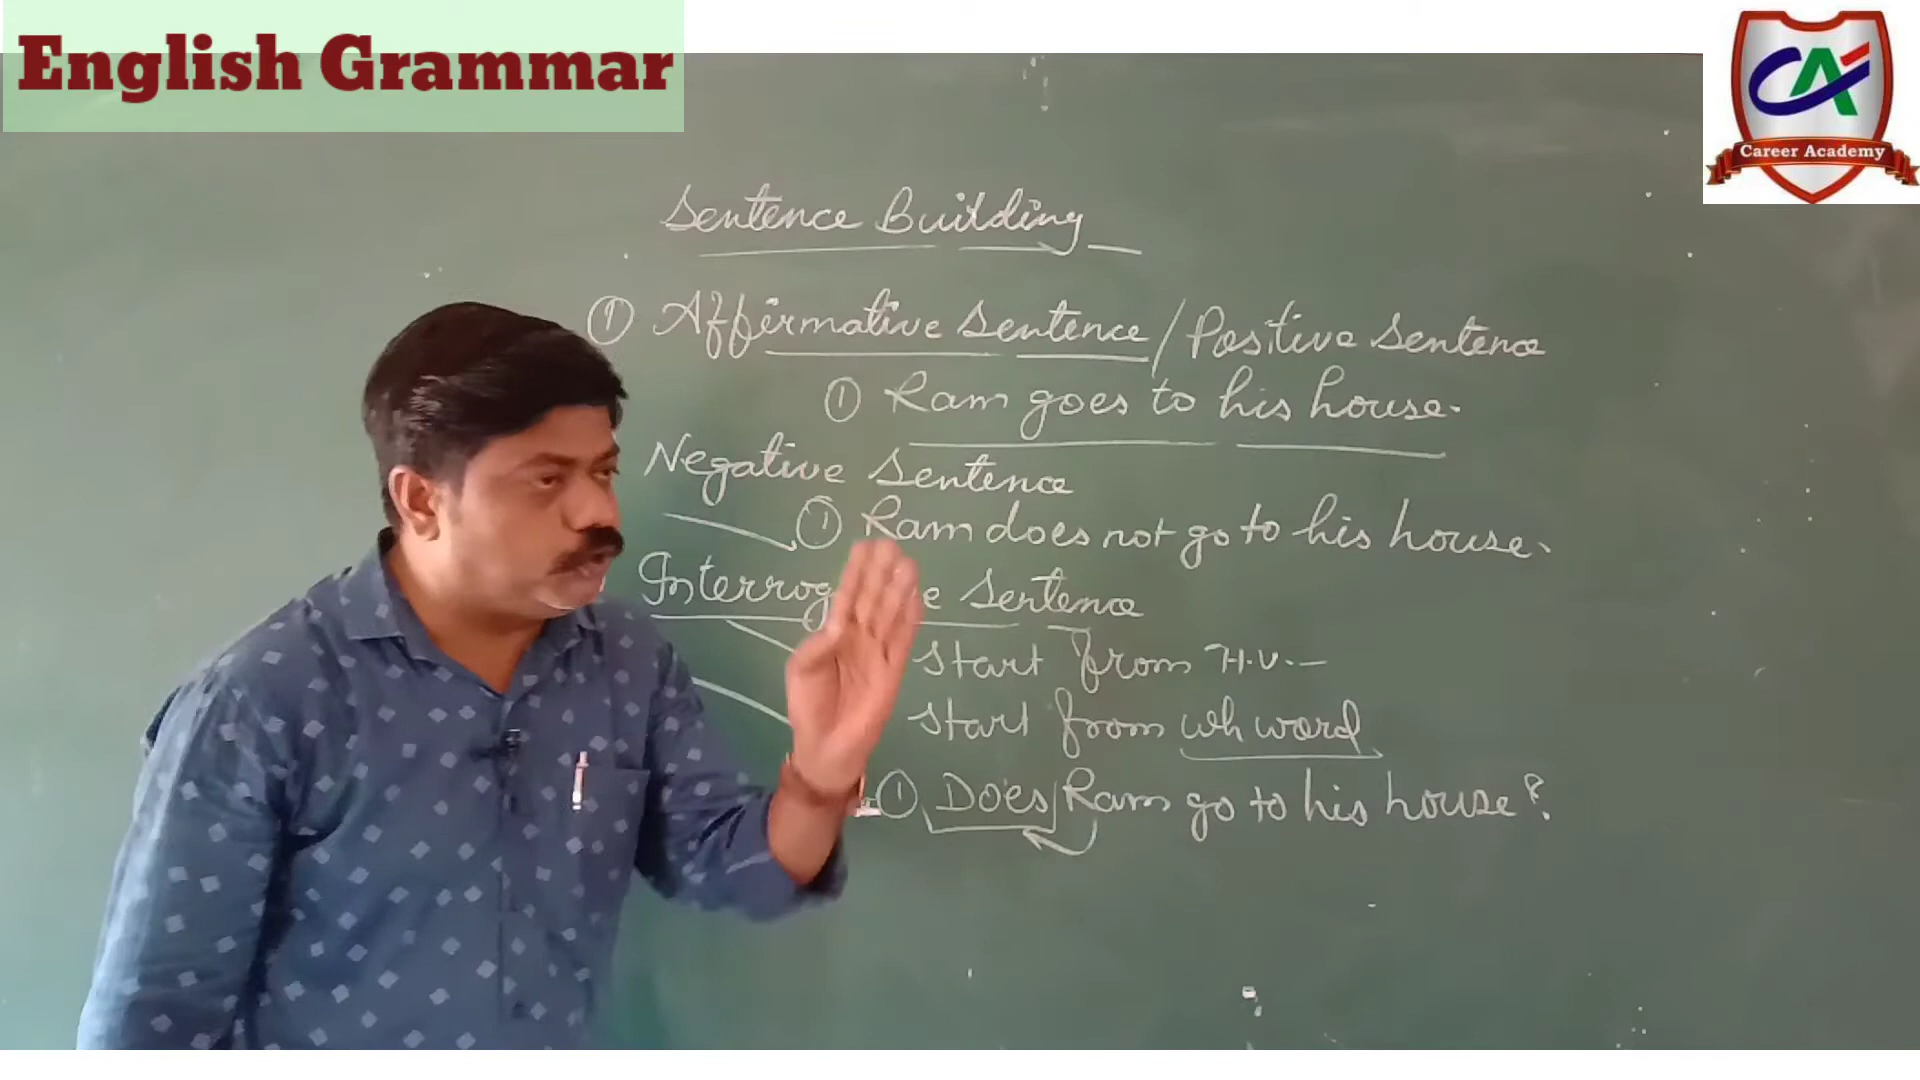 English Grammar
CA
Career Academy
Sentence Building
① Affirmative Sentence / Positive Sentence
① Ram goes to his house.
Negative Sentence
① Ram does not go to his house.
Sentence
Start from H.V. —
Start from wh word
① Does Ram go to his house?